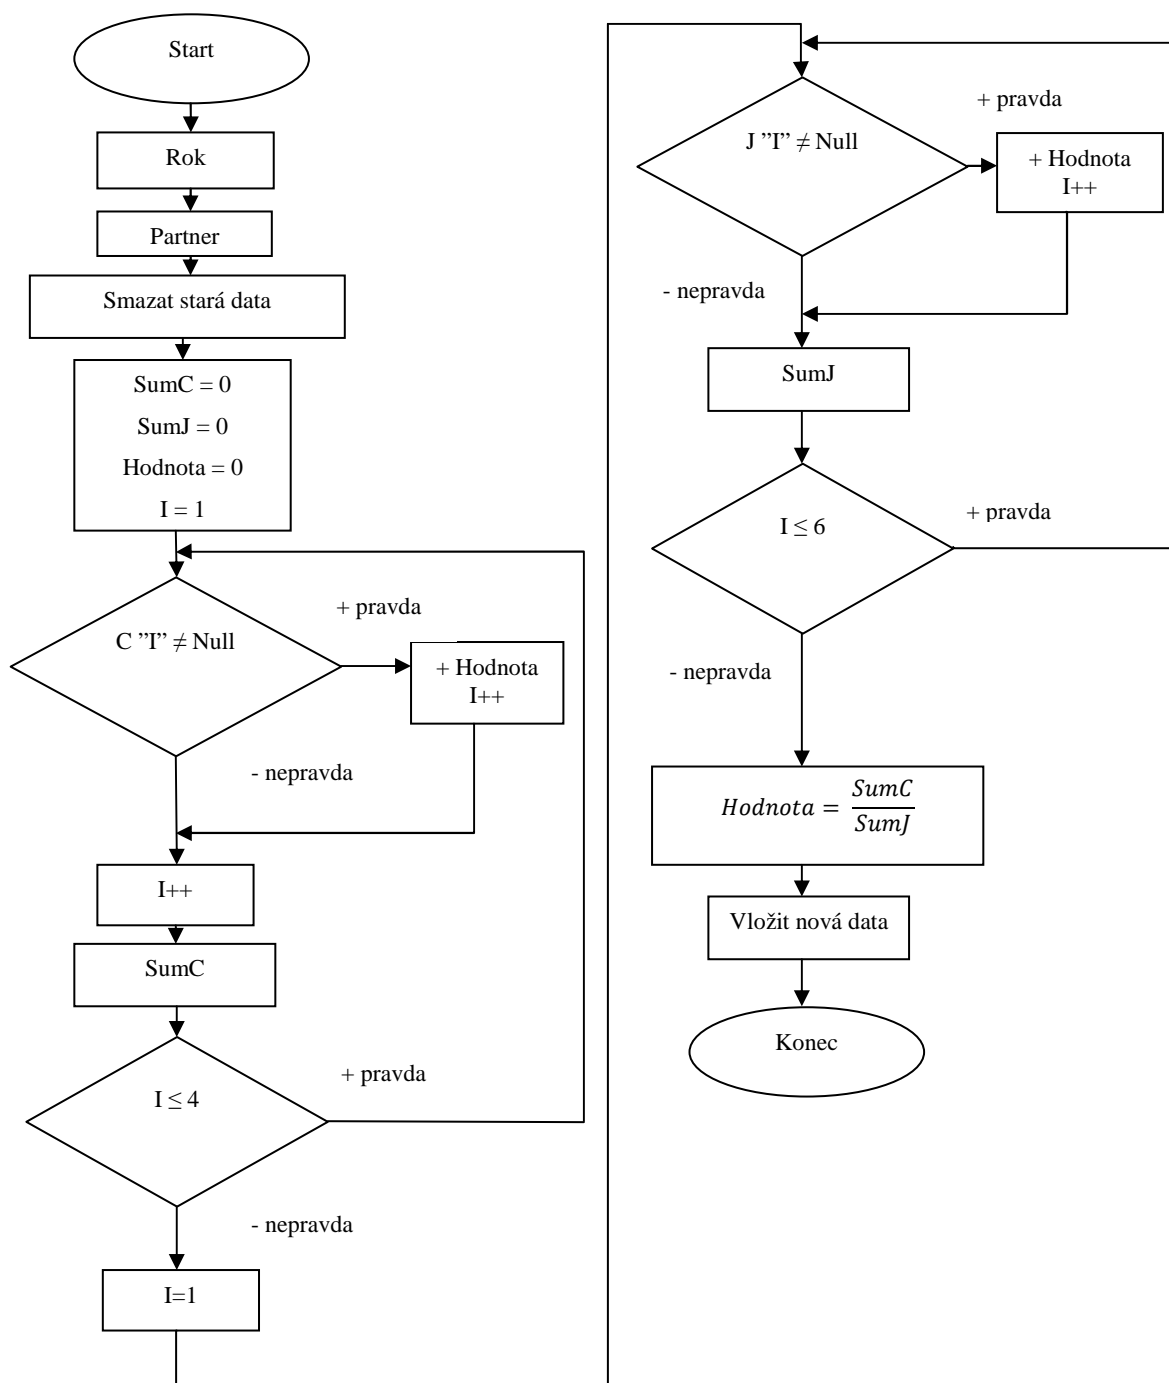 Start
Rok
Partner
Smazat stará data
SumC = 0
SumJ = 0
Hodnota = 0
I = 1
C ”I” ≠ Null
+ pravda
+ Hodnota
I++
- nepravda
I++
SumC
I ≤ 4
+ pravda
- nepravda
I=1
J ”I” ≠ Null
+ pravda
+ Hodnota
I++
- nepravda
SumJ
I ≤ 6
+ pravda
- nepravda
Hodnota = SumC
SumJ
Vložit nová data
Konec